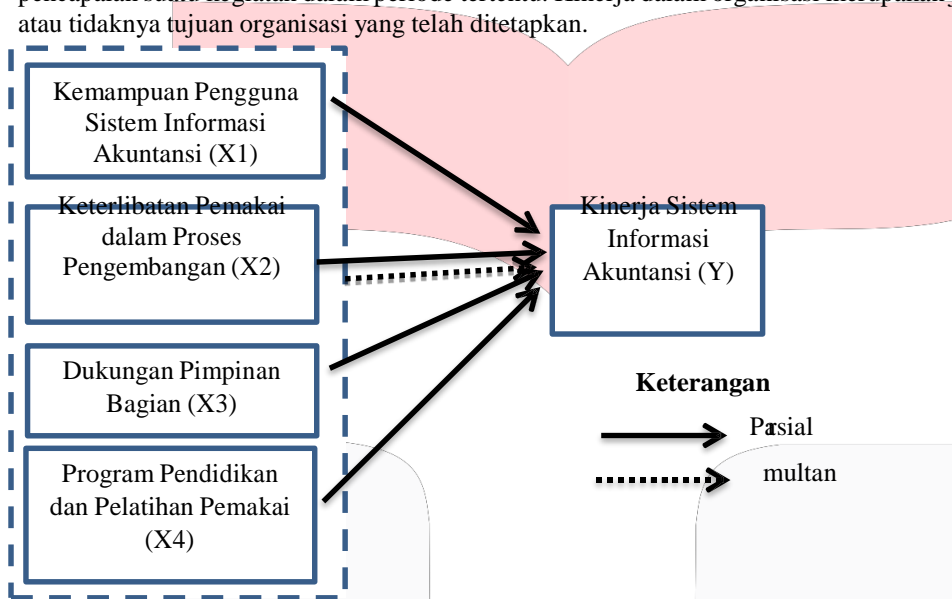 atau tidaknya tujuan organisasi yang telah ditetapkan.
Kemampuan Pengguna
Sistem Informasi
Akuntansi (X1)
Keterlibatan Pemakai
dalam Proses
Pengembangan (X2)
Dukungan Pimpinan
Bagian (X3)
Program Pendidikan
dan Pelatihan Pemakai
(X4)
Kinerja Sistem
Informasi
Akuntansi (Y)
Keterangan
Parsial
multan